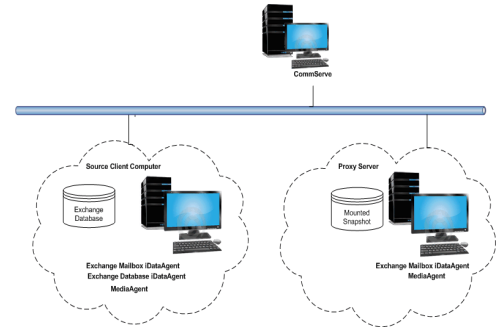 CommServe
Source Client Computer
Exchange
Database
Exchange Mailbox iDataAgent
Exchange Database iDataAgent
MediaAgent
Proxy Server
Mounted
Snapshot
Exchange Mailbox iDataAgent
MediaAgent